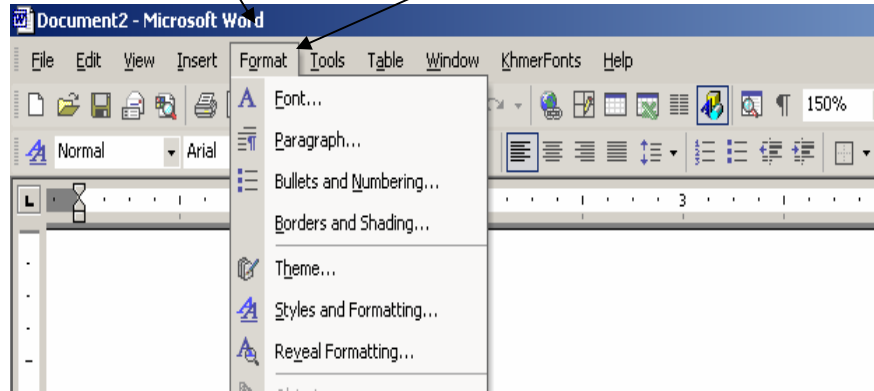 Document2 - Microsoft Word
File Edit View Insert Format Tools Table Window KhmerFonts Help
150%
Normal Arial
L 3
Font...
Paragraph...
Bullets and Numbering...
Borders and Shading...
Theme...
Styles and Formatting...
Reveal Formatting...